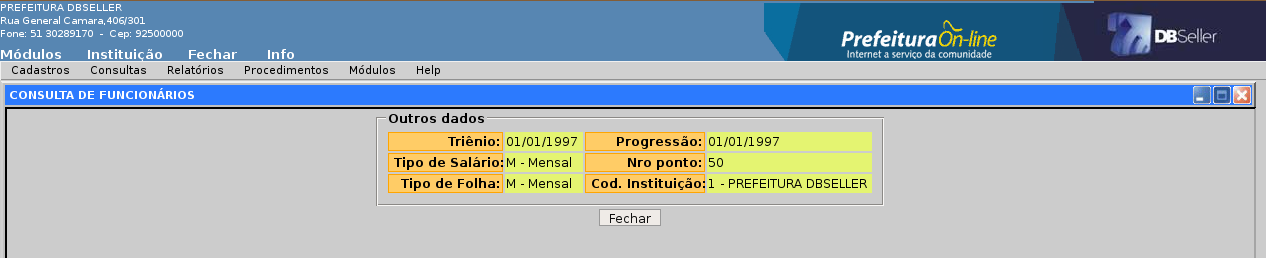 PREFEITURA DBSELLER
Rua General Camara,406/301
Fone: 51 30289170 - Cep: 92500000
Prefeitura On-line
Internet a serviço da comunidade
DBSeller
Módulos Instituição Fechar Info
Cadastros Consultas Relatórios Procedimentos Módulos Help
CONSULTA DE FUNCIONÁRIOS
Outros dados
Triênio: 01/01/1997 Progressão: 01/01/1997
Tipo de Salário: M - Mensal Nro ponto: 50
Tipo de Folha: M - Mensal Cod. Instituição: 1 - PREFEITURA DBSELLER
Fechar